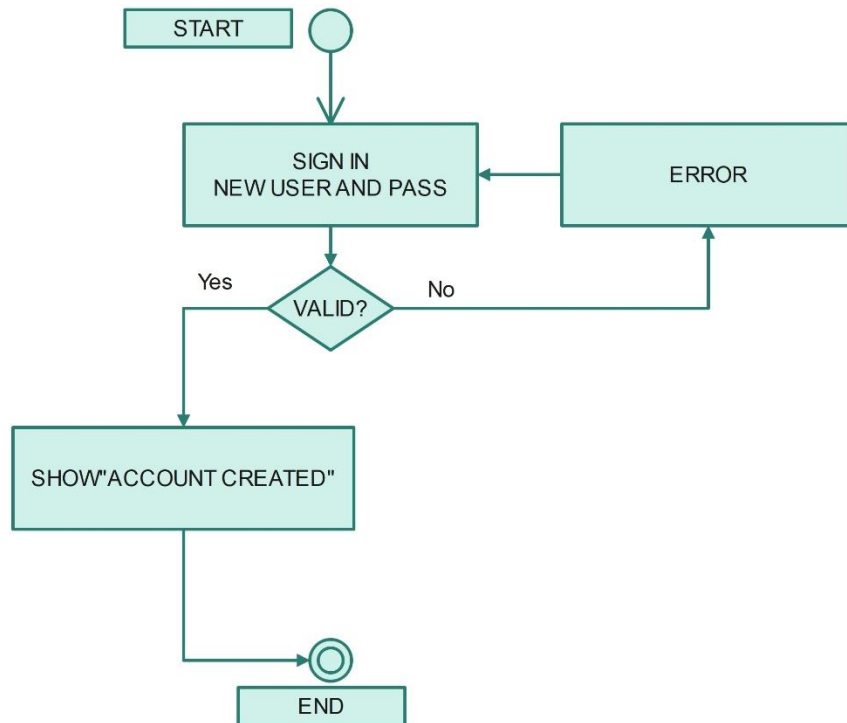 START
SIGN IN
NEW USER AND PASS
ERROR
Yes
VALID?
No
SHOW"ACCOUNT CREATED"
END